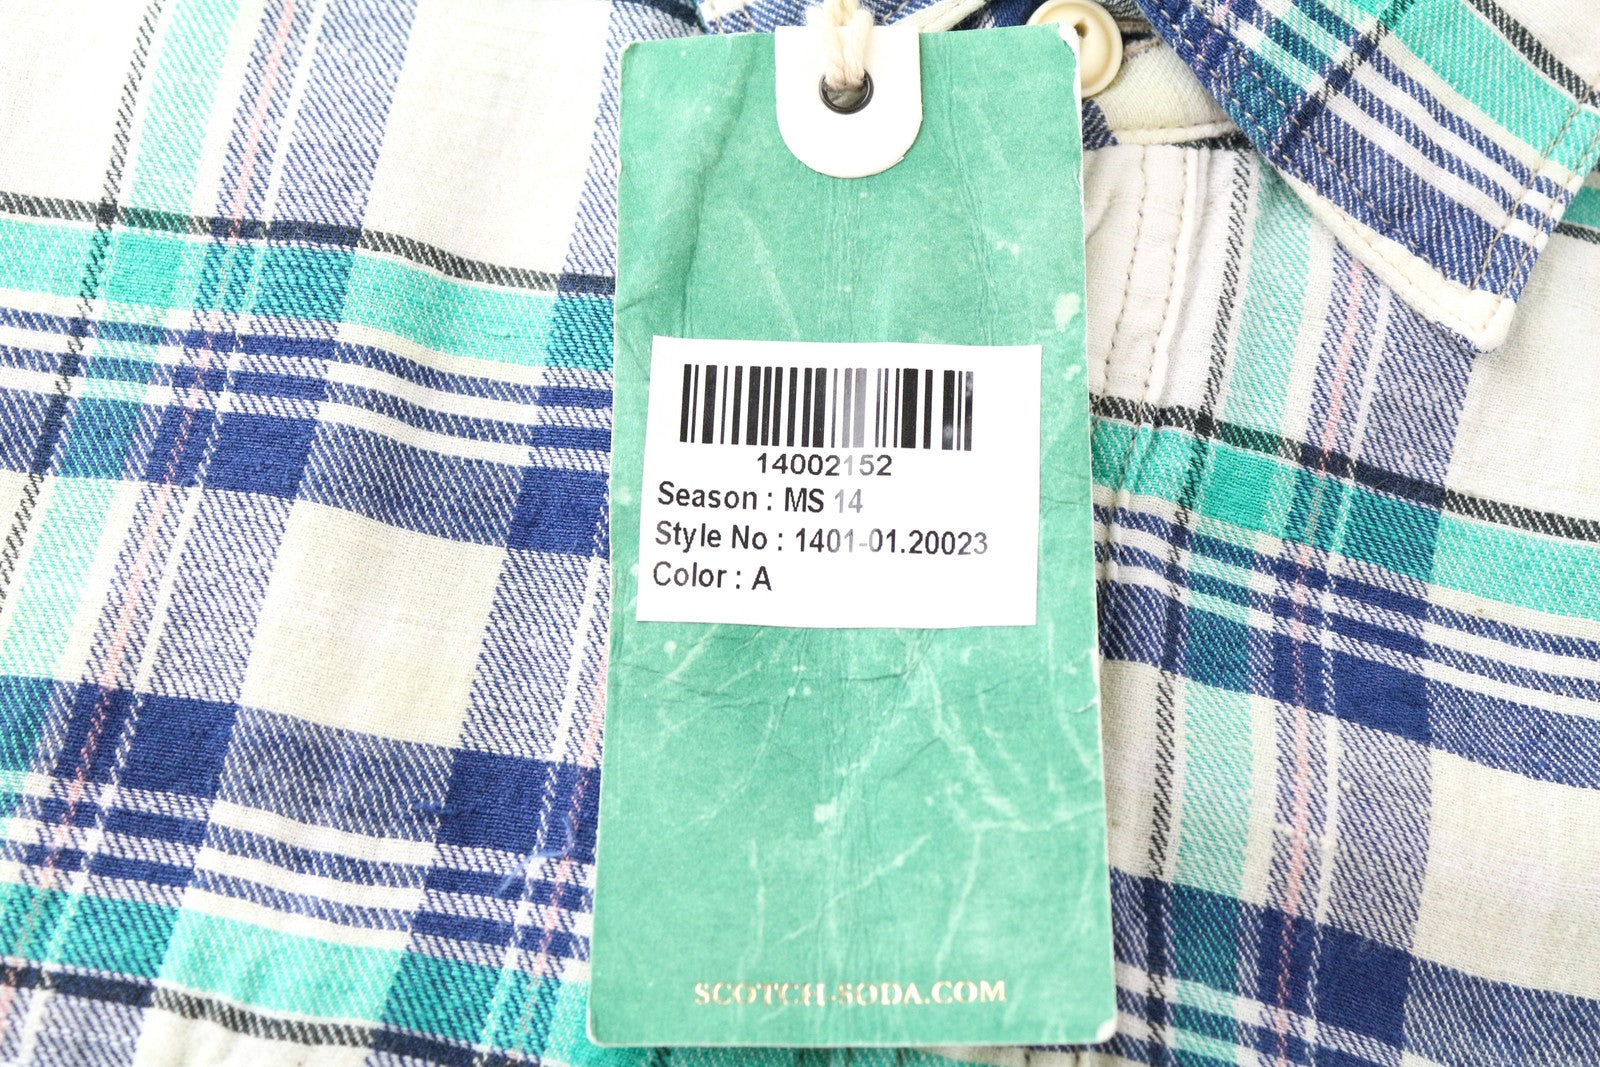 14002152
Season : MS 14
Style No : 1401-01.20023
Color : A
SCOTCH-SODA.COM